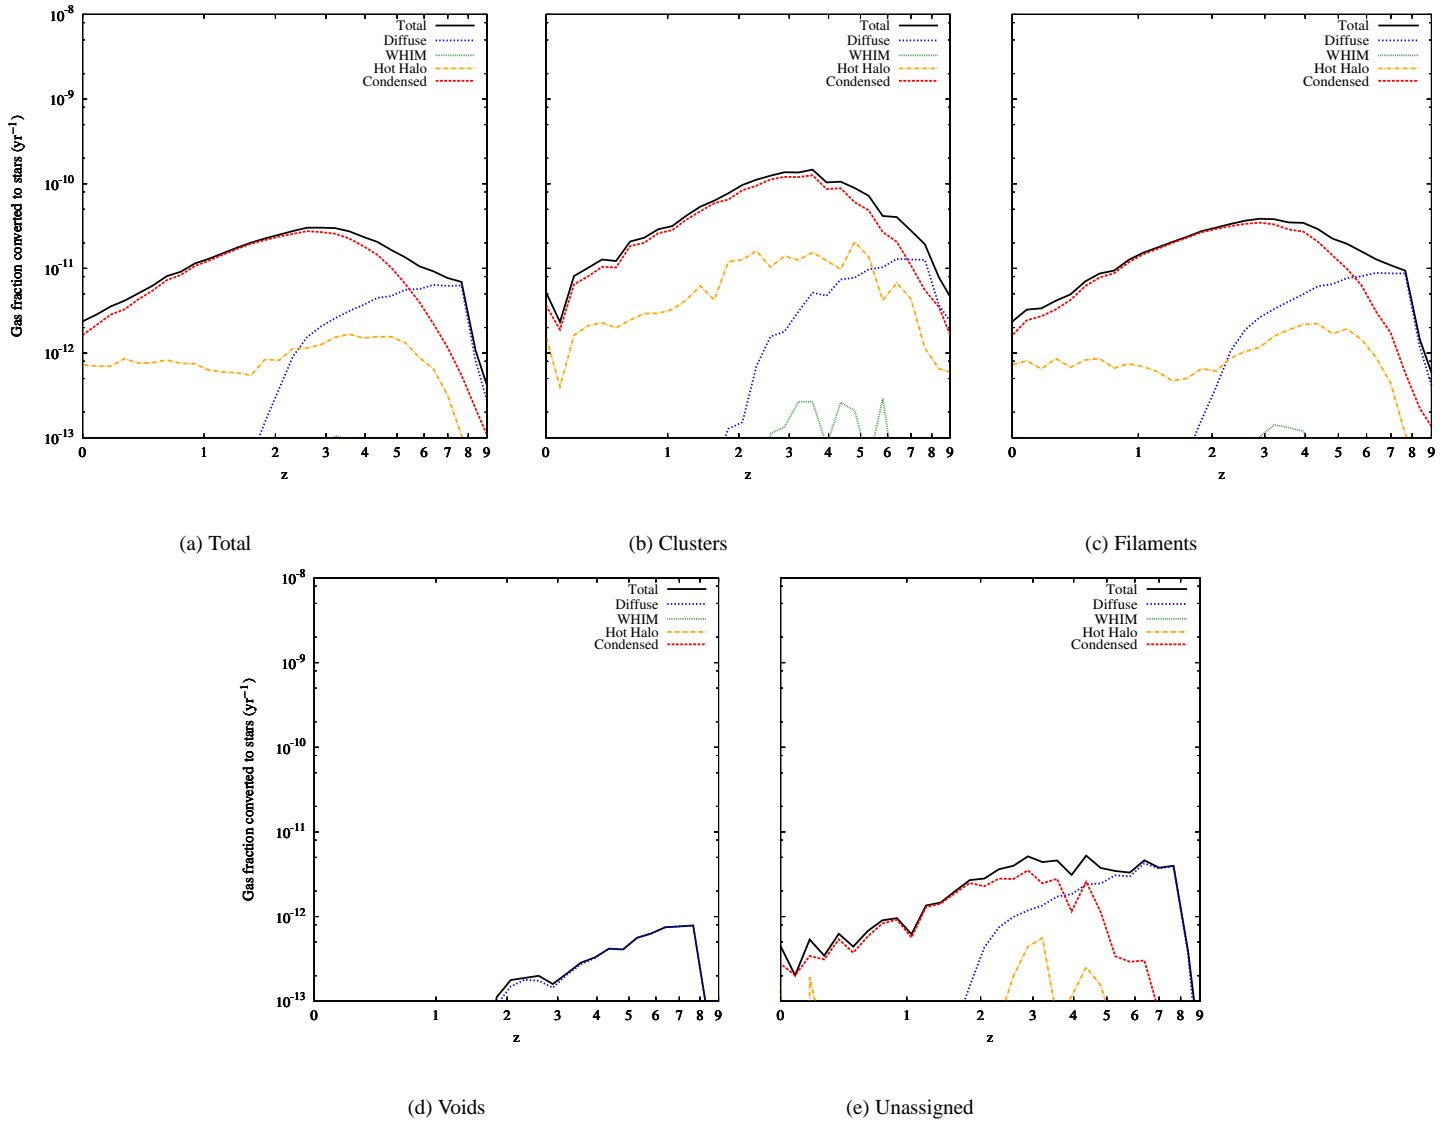 Gas fraction converted to stars (yr⁻¹)
10⁻⁸
10⁻⁹
10⁻¹⁰
10⁻¹¹
10⁻¹²
10⁻¹³
0 1 2 3 4 5 6 7 8 9
z
Total
Diffuse
WHIM
Hot Halo
Condensed
(a) Total
0 1 2 3 4 5 6 7 8 9
z
Total
Diffuse
WHIM
Hot Halo
Condensed
(b) Clusters
0 1 2 3 4 5 6 7 8 9
z
Total
Diffuse
WHIM
Hot Halo
Condensed
(c) Filaments
Gas fraction converted to stars (yr⁻¹)
10⁻⁸
10⁻⁹
10⁻¹⁰
10⁻¹¹
10⁻¹²
10⁻¹³
0 1 2 3 4 5 6 7 8 9
z
Total
Diffuse
WHIM
Hot Halo
Condensed
(d) Voids
0 1 2 3 4 5 6 7 8 9
z
Total
Diffuse
WHIM
Hot Halo
Condensed
(e) Unassigned